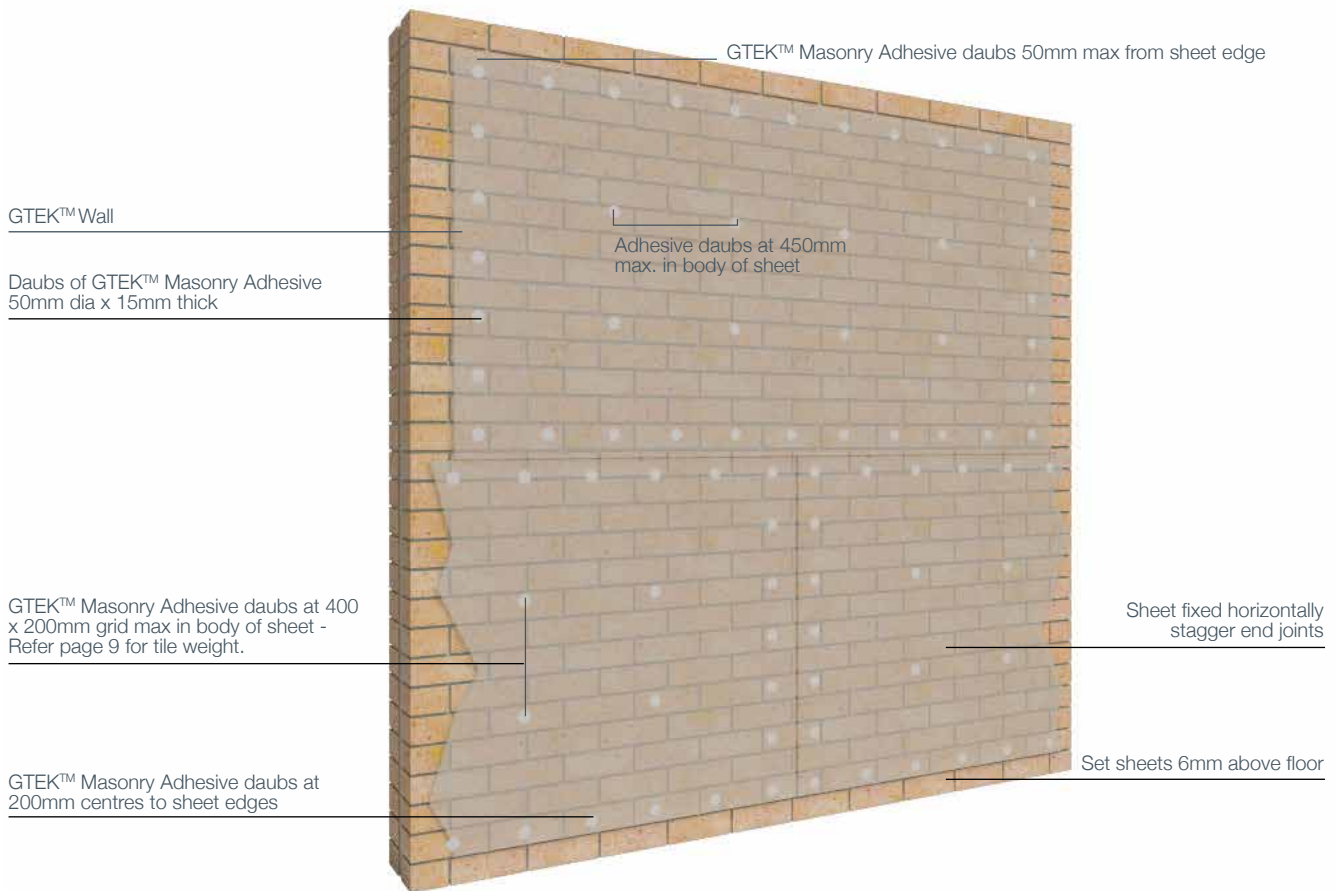 GTEK™ Masonry Adhesive daubs 50mm max from sheet edge
GTEK™ Wall
Adhesive daubs at 450mm
max. in body of sheet
Daubs of GTEK™ Masonry Adhesive
50mm dia x 15mm thick
GTEK™ Masonry Adhesive daubs at 400
x 200mm grid max in body of sheet -
Refer page 9 for tile weight.
Sheet fixed horizontally
stagger end joints
Set sheets 6mm above floor
GTEK™ Masonry Adhesive daubs at
200mm centres to sheet edges